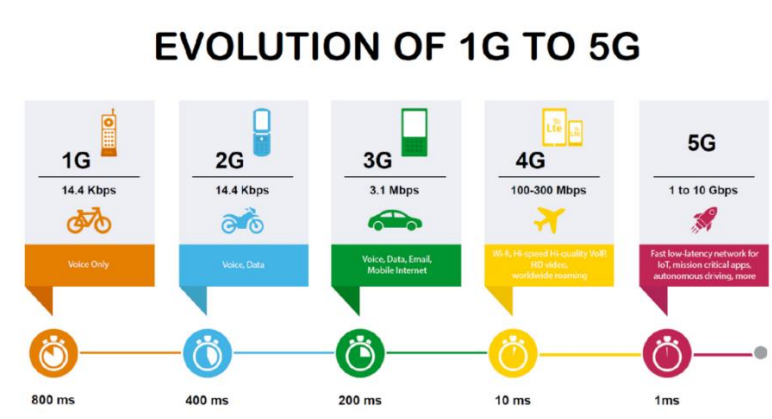 EVOLUTION OF 1G TO 5G
1G
14.4 Kbps
Voice Only
800 ms
2G
14.4 Kbps
Voice, Data
400 ms
3G
3.1 Mbps
Voice, Data, Email,
Mobile Internet
200 ms
Lte
Lte
4G
100-300 Mbps
Wi-fi, Hi-speed Hi-quality VoIP,
HD video,
worldwide roaming
10 ms
5G
1 to 10 Gbps
Fast low-latency network for
IoT, mission critical apps,
autonomous driving, more
1ms